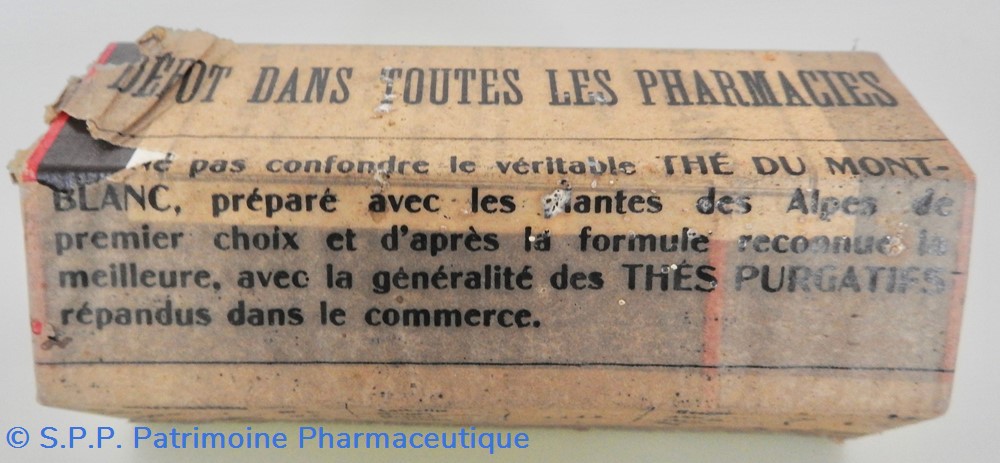 DÉPOT DANS TOUTES LES PHARMACIES
ne pas confondre le véritable THÉ DU MONT-
BLANC, préparé avec les plantes des Alpes de
premier choix et d'après la formule reconnue la
meilleure, avec la généralité des THÉS PURGATIFS
répandus dans le commerce.
© S.P.P. Patrimoine Pharmaceutique